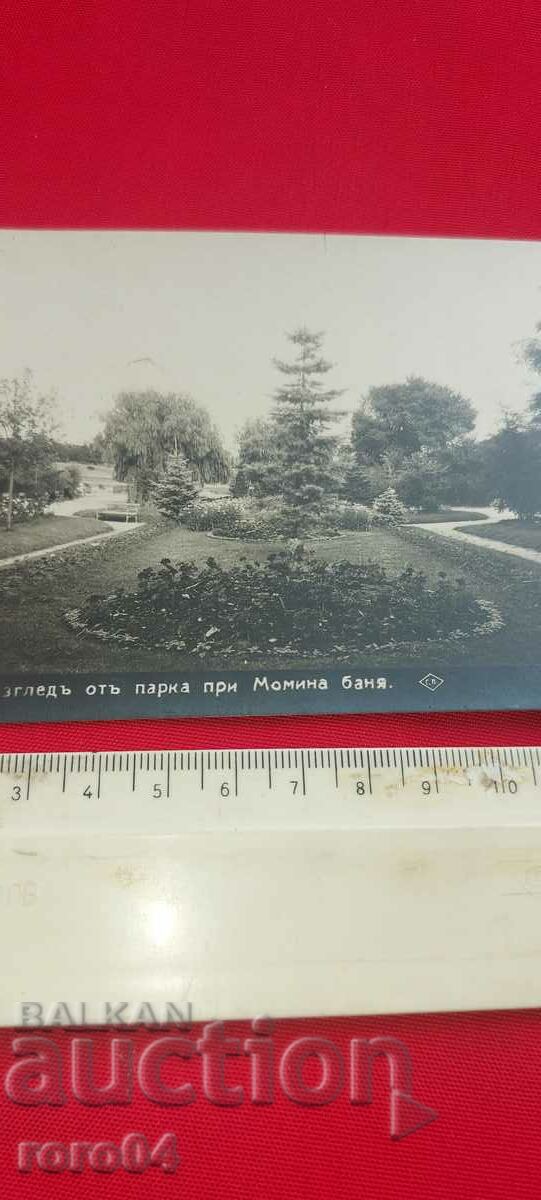 згледъ отъ парка при Момина баня. Г.П.
3 4 5 6 7 8 9 10
BALKAN
auction
roro04